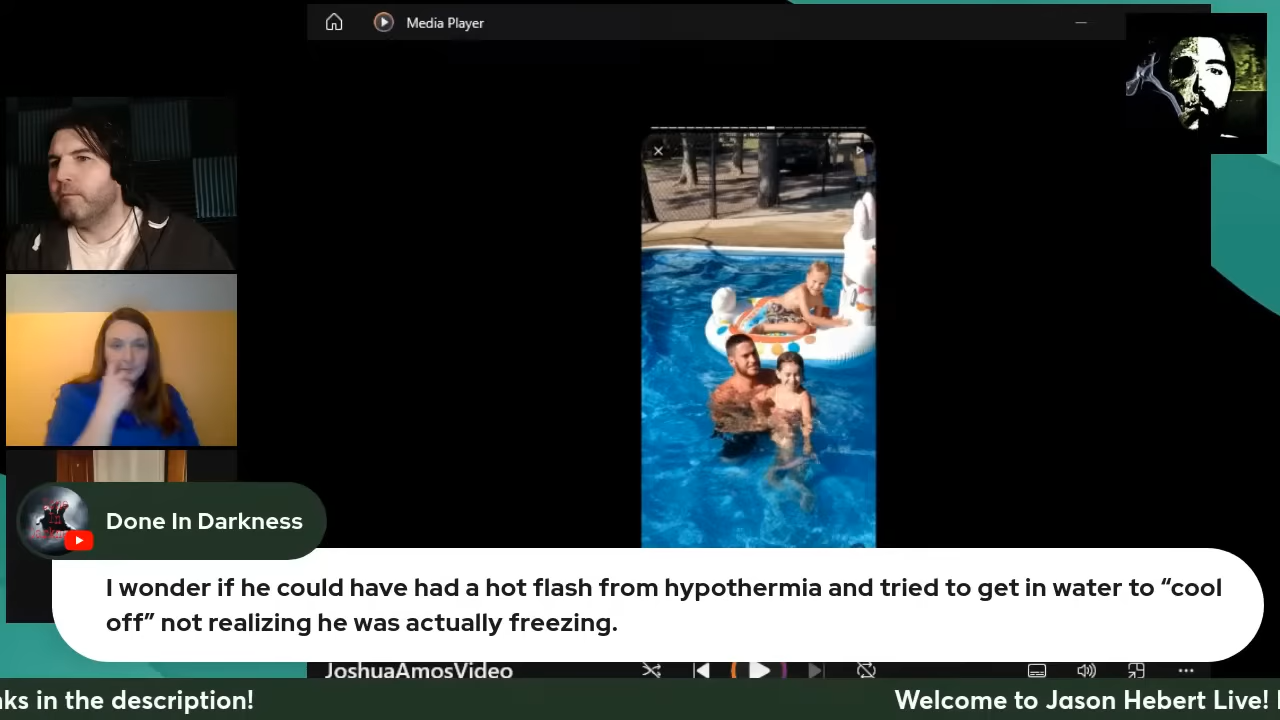 Media Player
Done In Darkness
I wonder if he could have had a hot flash from hypothermia and tried to get in water to “cool
off” not realizing he was actually freezing.
JoshuaAmosVideo
ks in the description!
Welcome to Jason Hebert Live!